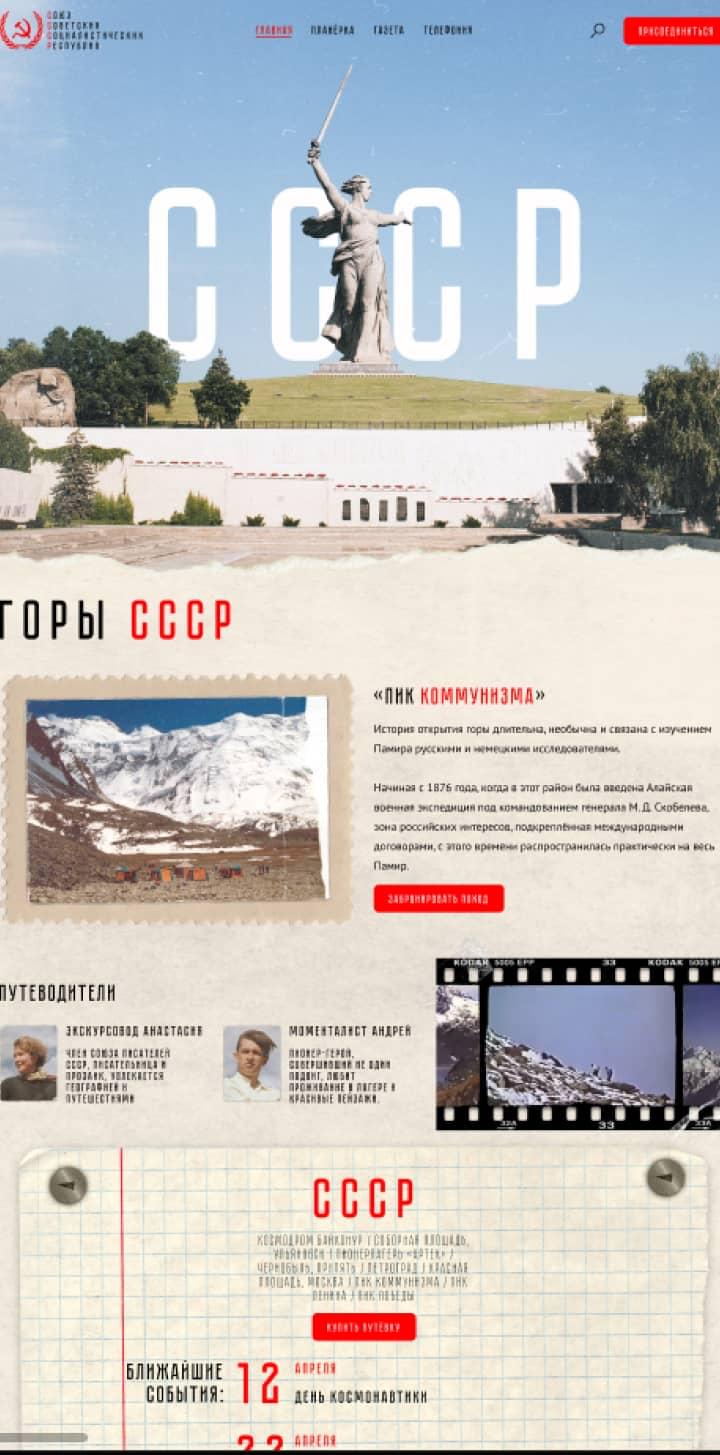 СОЮЗ
СОВЕТСКИХ
СОЦИАЛИСТИЧЕСКИХ
РЕСПУБЛИК
ГЛАВНАЯ ПЛАНЁРКА ГАЗЕТА ТЕЛЕФОНИЯ
ПРИСОЕДИНИТЬСЯ
СССР
ГОРЫ СССР
«ПИК КОММУНИЗМА»
История открытия горы длительна, необычна и связана с изучением
Памира русскими и немецкими исследователями.
Начиная с 1876 года, когда в этот район была введена Алайская
военная экспедиция под командованием генерала М. Д. Скобелева,
зона российских интересов, подкреплённая международными
договорами, с этого времени распространилась практически на весь
Памир.
ЗАБРОНИРОВАТЬ ПОХОД
ПУТЕВОДИТЕЛИ
ЭКСКУРСОВОД АНАСТАСИЯ
ЧЛЕН СОЮЗА ПИСАТЕЛЕЙ
СССР, ПИСАТЕЛЬНИЦА И
ПРОЗАИК, УВЛЕКАЕТСЯ
ГЕОГРАФИЕЙ И
ПУТЕШЕСТВИЯМИ
МОМЕНТАЛИСТ АНДРЕЙ
ПИОНЕР-ГЕРОЙ,
СОВЕРШИВШИЙ НЕ ОДИН
ПОДВИГ, ЛЮБИТ
ПРОЖИВАНИЕ В ЛАГЕРЕ И
КРАСИВЫЕ ПЕЙЗАЖИ.
KODAK 5005 EPP 33 KODAK 5005
32A 33 33A
СССР
КОСМОДРОМ БАЙКОНУР / СОБОРНАЯ ПЛОЩАДЬ,
УЛЬЯНОВСК / ПИОНЕРЛАГЕРЬ «АРТЕК» /
ЧЕРНОБЫЛЬ, ПРИПЯТЬ / ПЕТРОГРАД / КРАСНАЯ
ПЛОЩАДЬ, МОСКВА / ПИК КОММУНИЗМА / ПИК
ЛЕНИНА / ПИК ПОБЕДЫ
КУПИТЬ ПУТЕВКУ
БЛИЖАЙШИЕ
СОБЫТИЯ:
12 АПРЕЛЯ
ДЕНЬ КОСМОНАВТИКИ
АПРЕЛЯ